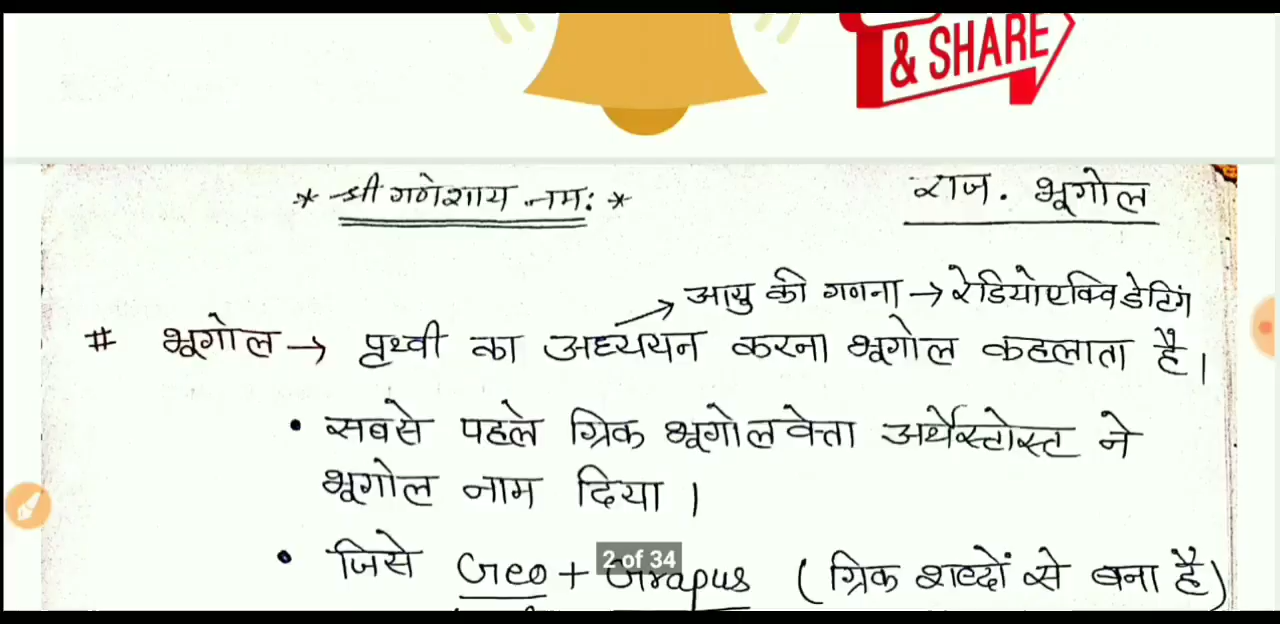 & SHARE
* श्री गणेशाय नमः *
राज. भूगोल
→ आयु की गणना → रेडियोएक्विडेटिंग
# भूगोल → पृथ्वी का अध्ययन करना भूगोल कहलाता है।
• सबसे पहले ग्रिक भूगोलवेत्ता अर्थेस्टोस्ट ने
भूगोल नाम दिया ।
• जिसे Geo + Grapus ( ग्रिक शब्दों से बना है)
2 of 34